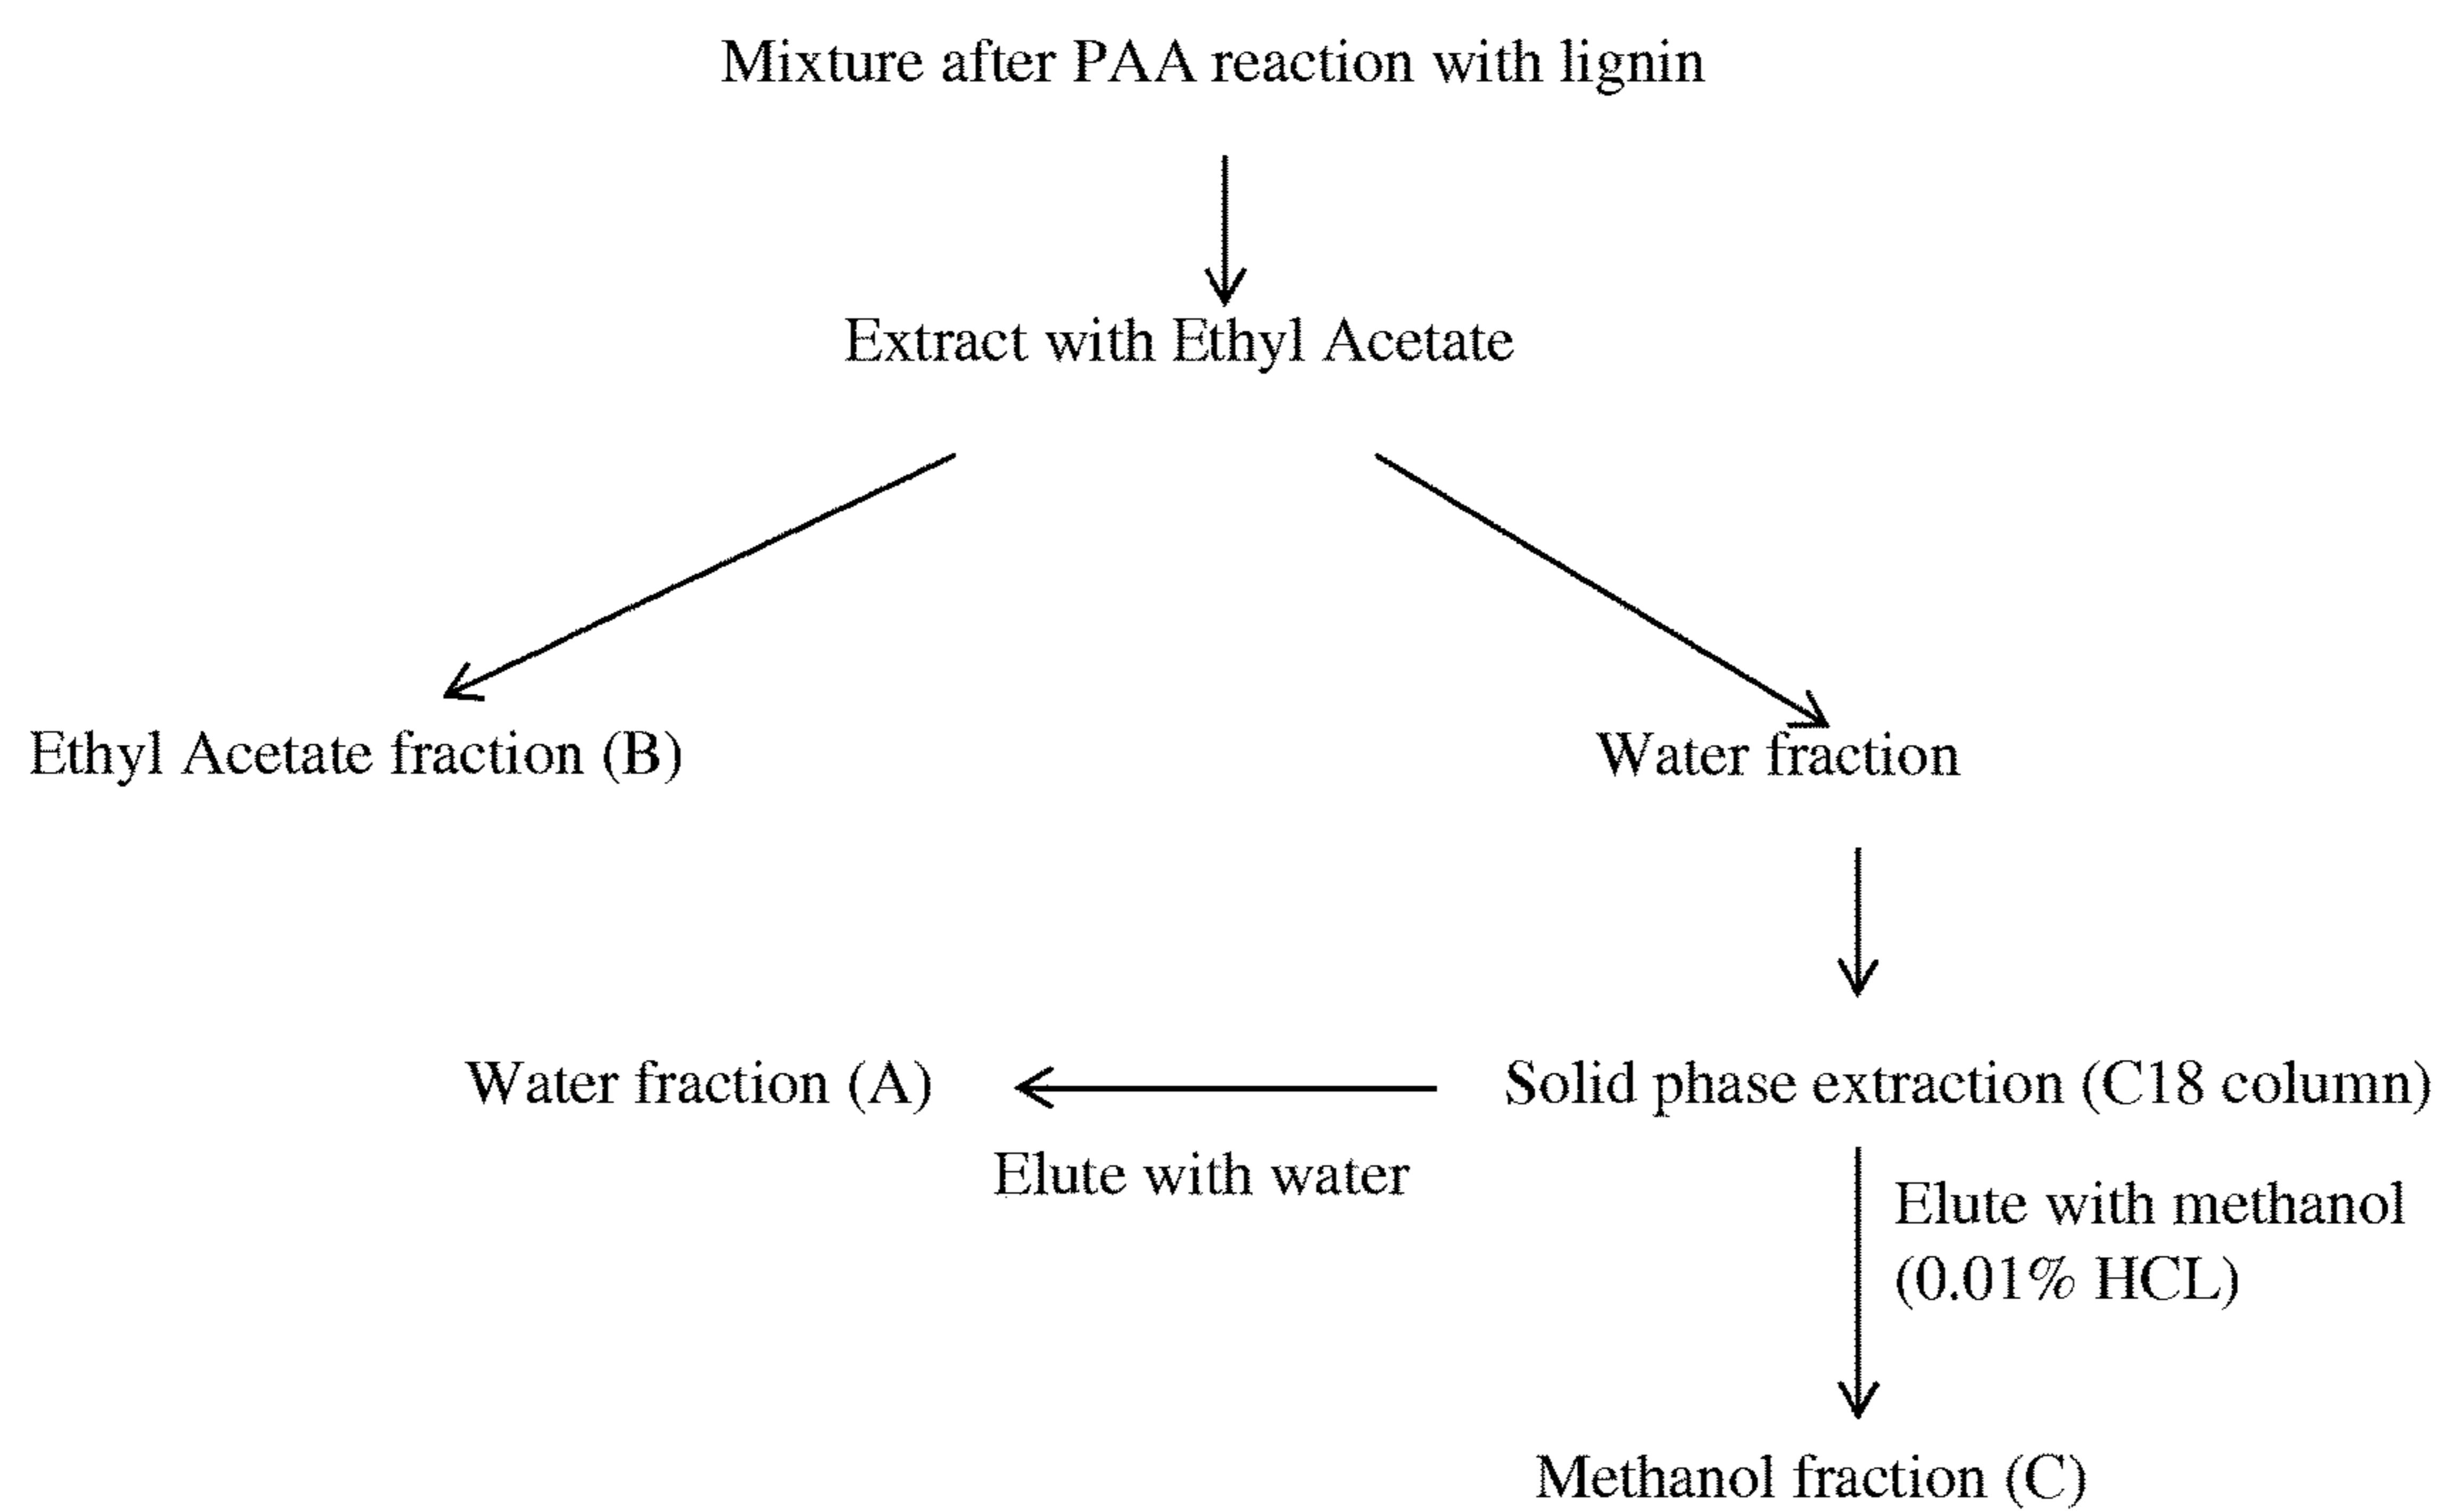 Mixture after PAA reaction with lignin
Extract with Ethyl Acetate
Ethyl Acetate fraction (B)
Water fraction
Water fraction (A)
Solid phase extraction (C18 column)
Elute with water
Elute with methanol
(0.01% HCL)
Methanol fraction (C)